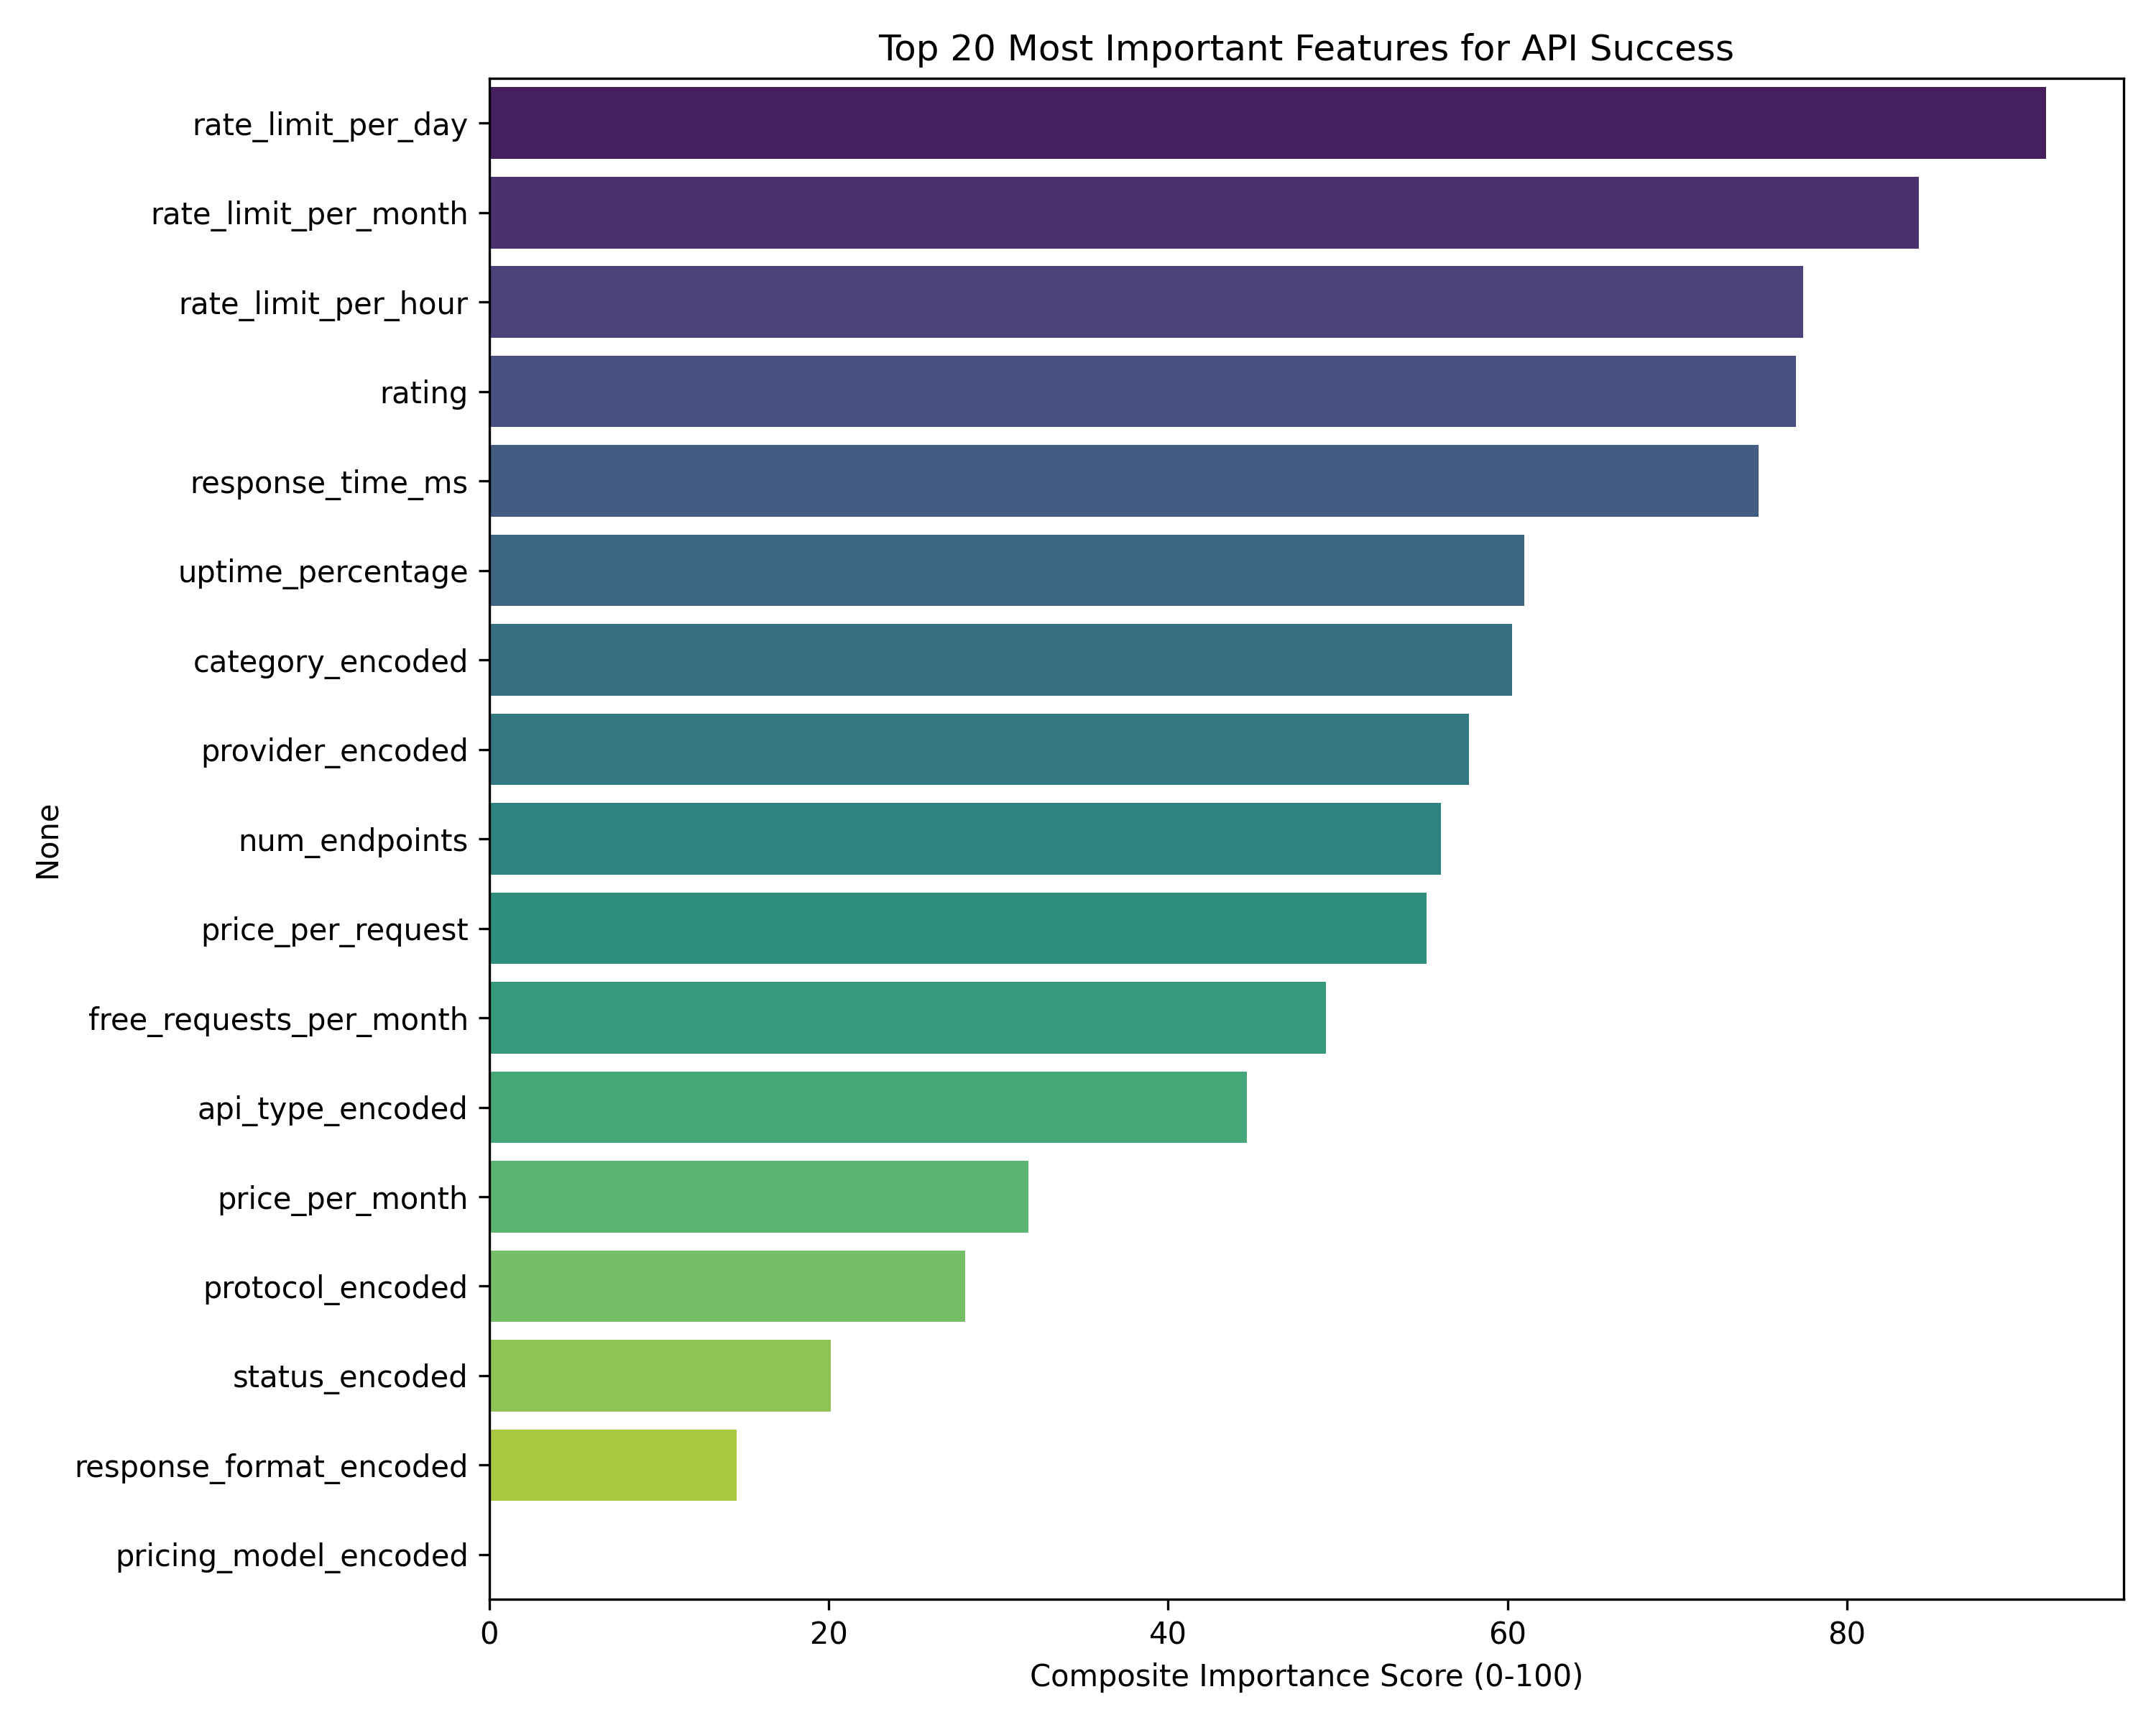 Top 20 Most Important Features for API Success
rate_limit_per_day
rate_limit_per_month
rate_limit_per_hour
rating
response_time_ms
uptime_percentage
category_encoded
provider_encoded
num_endpoints
price_per_request
free_requests_per_month
api_type_encoded
price_per_month
protocol_encoded
status_encoded
response_format_encoded
pricing_model_encoded
None
0 20 40 60 80
Composite Importance Score (0-100)